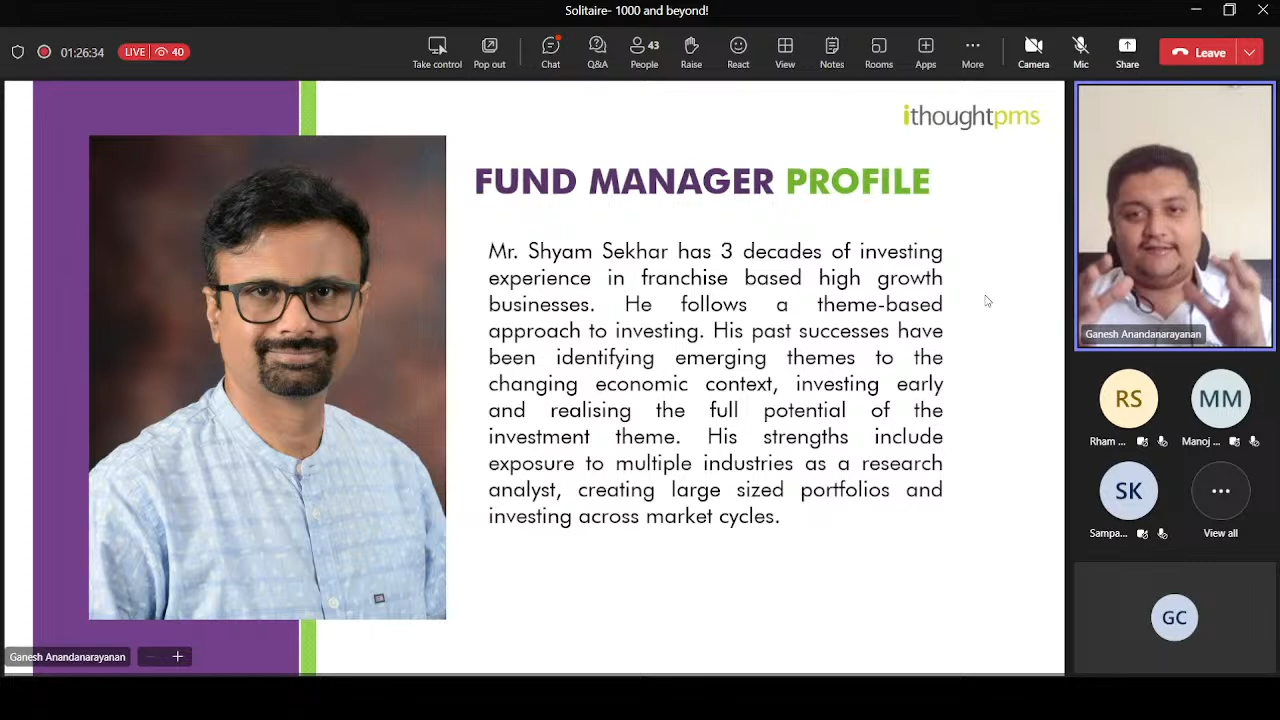 Solitaire- 1000 and beyond!
01:26:34
LIVE
40
Take control
Pop out
Chat
Q&A
43
People
Raise
React
View
Notes
Rooms
Apps
More
Camera
Mic
Share
Leave
ithoughtpms
FUND MANAGER PROFILE
Mr. Shyam Sekhar has 3 decades of investing
experience in franchise based high growth
businesses. He follows a theme-based
approach to investing. His past successes have
been identifying emerging themes to the
changing economic context, investing early
and realising the full potential of the
investment theme. His strengths include
exposure to multiple industries as a research
analyst, creating large sized portfolios and
investing across market cycles.
Ganesh Anandanarayanan
Ganesh Anandanarayanan
RS
MM
Rham ...
Manoj ...
SK
Sampa...
View all
GC